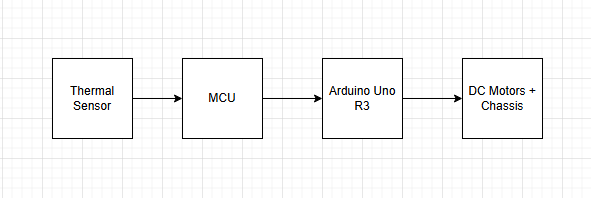 Thermal
Sensor
MCU
Arduino Uno
R3
DC Motors +
Chassis